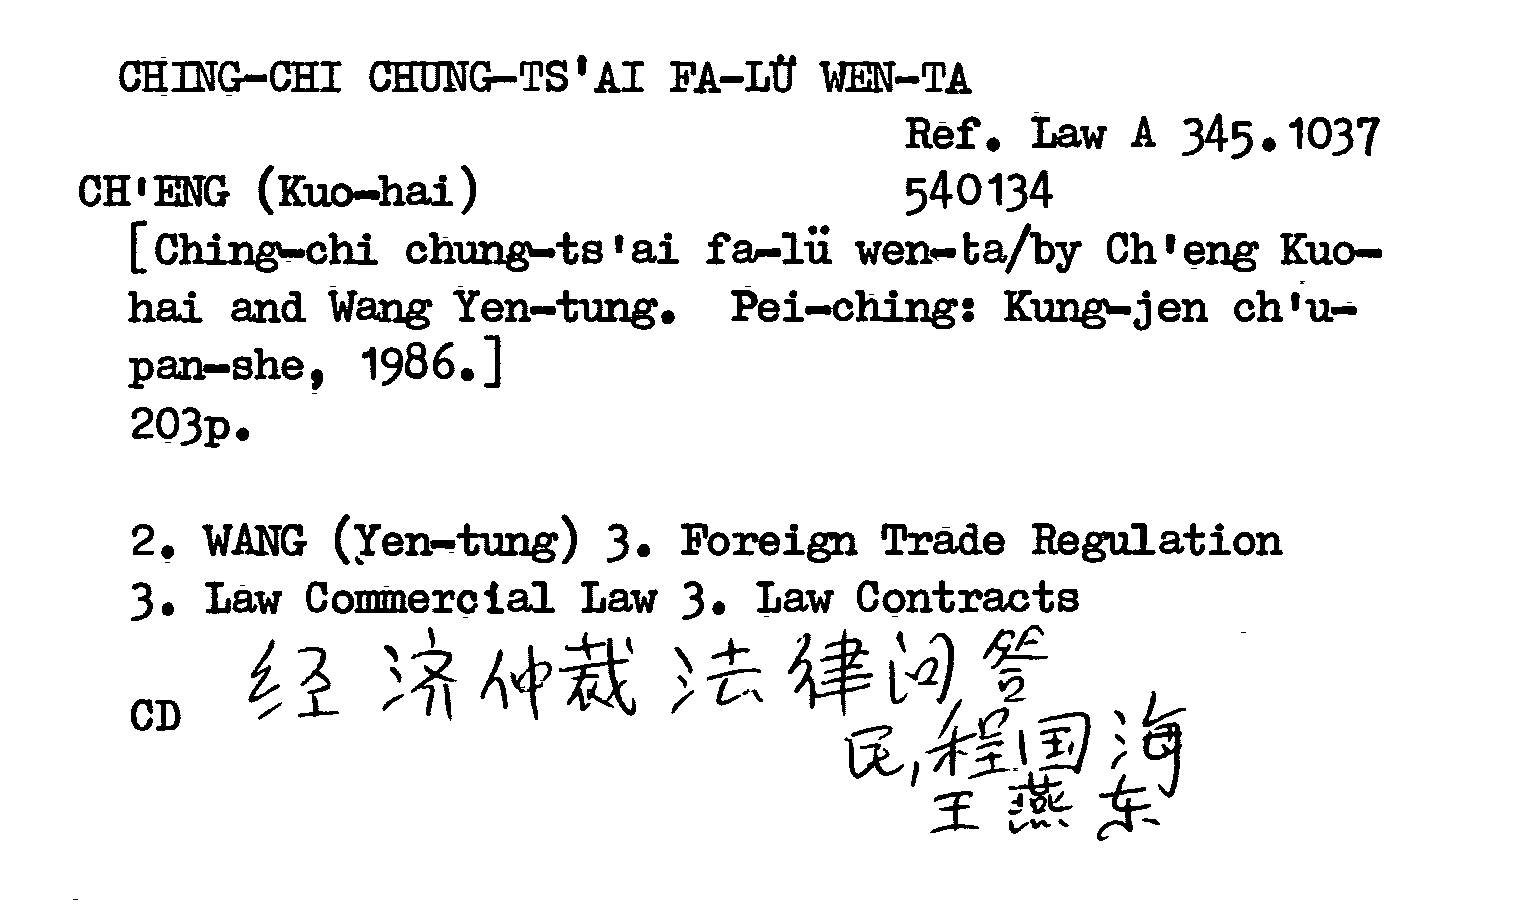 CHING-CHI CHUNG-TS'AI FA-LÜ WEN-TA
Ref. Law A 345.1037
CH'ENG (Kuo-hai) 540134
[Ching-chi chung-ts'ai fa-lü wen-ta/by Ch'eng Kuo-
hai and Wang Yen-tung. Pei-ching: Kung-jen ch'u-
pan-she, 1986.]
203p.
2. WANG (Yen-tung) 3. Foreign Trade Regulation
3. Law Commercial Law 3. Law Contracts
经济仲裁法律问答
CD
民,程国海
王燕东